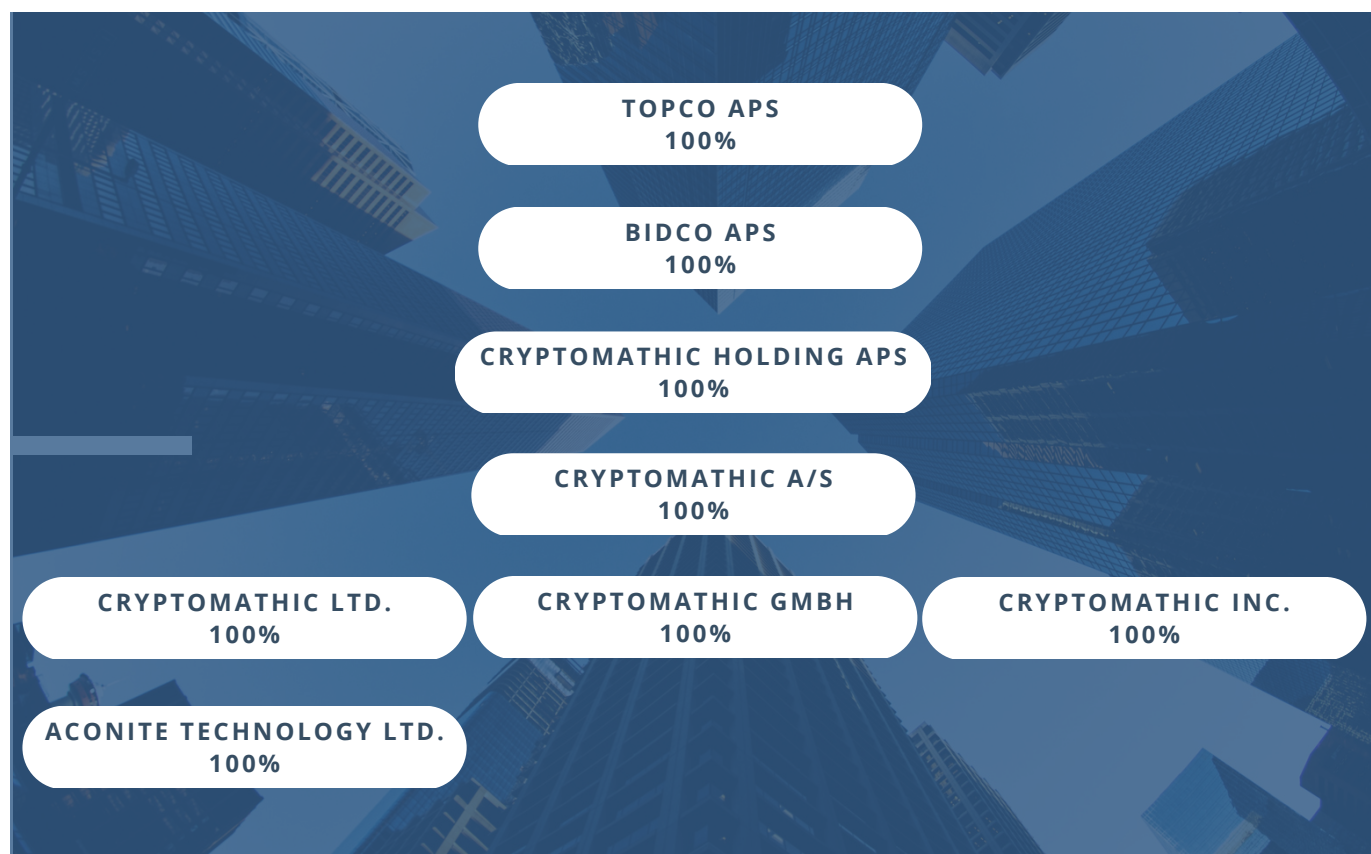 TOPCO APS
100%
BIDCO APS
100%
CRYPTOMATHIC HOLDING APS
100%
CRYPTOMATHIC A/S
100%
CRYPTOMATHIC LTD.
100%
CRYPTOMATHIC GMBH
100%
CRYPTOMATHIC INC.
100%
ACONITE TECHNOLOGY LTD.
100%